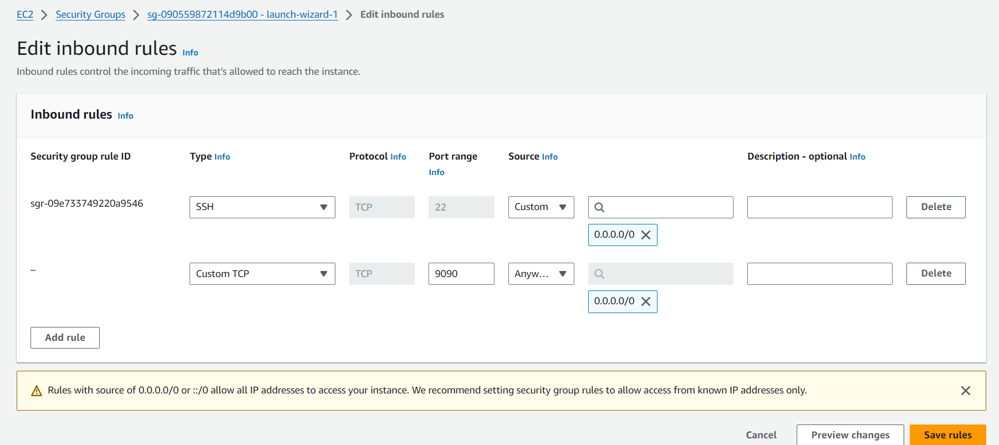 EC2 > Security Groups > sg-090559872114d9b00 - launch-wizard-1 > Edit inbound rules
Edit inbound rules Info
Inbound rules control the incoming traffic that's allowed to reach the instance.
Inbound rules Info
Security group rule ID Type Info Protocol Info Port range Info Source Info Description - optional Info
sgr-09e733749220a9546 SSH TCP 22 Custom Delete
0.0.0.0/0
– Custom TCP TCP 9090 Anyw... Delete
0.0.0.0/0
Add rule
Rules with source of 0.0.0.0/0 or ::/0 allow all IP addresses to access your instance. We recommend setting security group rules to allow access from known IP addresses only.
Cancel Preview changes Save rules